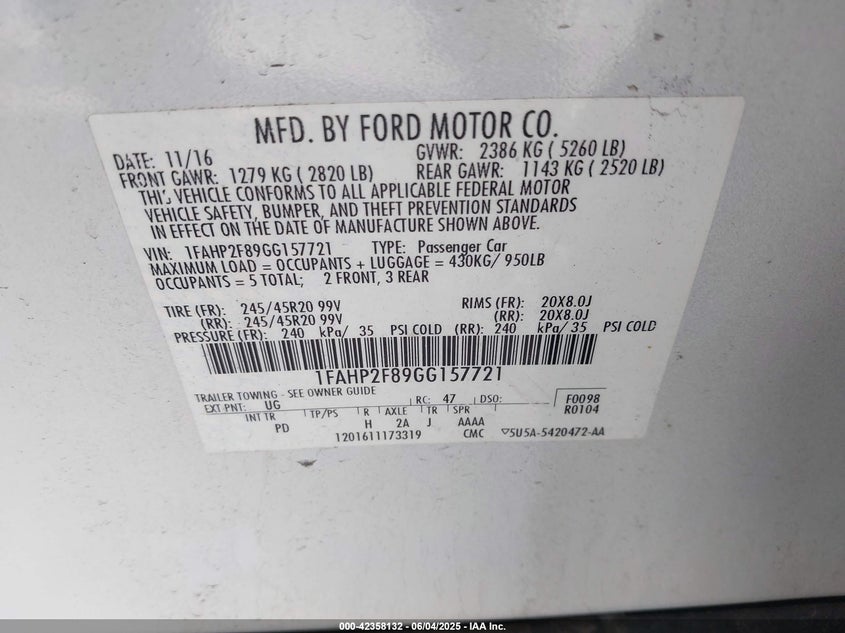 MFD. BY FORD MOTOR CO.
DATE: 11/16 GVWR: 2386 KG ( 5260 LB)
FRONT GAWR: 1279 KG ( 2820 LB) REAR GAWR: 1143 KG ( 2520 LB)
THIS VEHICLE CONFORMS TO ALL APPLICABLE FEDERAL MOTOR
VEHICLE SAFETY, BUMPER, AND THEFT PREVENTION STANDARDS
IN EFFECT ON THE DATE OF MANUFACTURE SHOWN ABOVE.
VIN: 1FAHP2F89GG157721 TYPE: Passenger Car
MAXIMUM LOAD = OCCUPANTS + LUGGAGE = 430KG/ 950LB
OCCUPANTS = 5 TOTAL; 2 FRONT, 3 REAR
TIRE (FR): 245/45R20 99V RIMS (FR): 20X8.0J
(RR): 245/45R20 99V (RR): 20X8.0J
PRESSURE (FR): 240 kPa/ 35 PSI COLD (RR): 240 kPa/ 35 PSI COLD
1FAHP2F89GG157721
TRAILER TOWING - SEE OWNER GUIDE
EXT PNT: UG RC: 47 DSO: F0098
INT TR TP/PS R AXLE TR SPR R0104
PD H 2A J AAAA
1201611173319 CMC 5U5A-5420472-AA
000-42358132 - 06/04/2025 - IAA Inc.